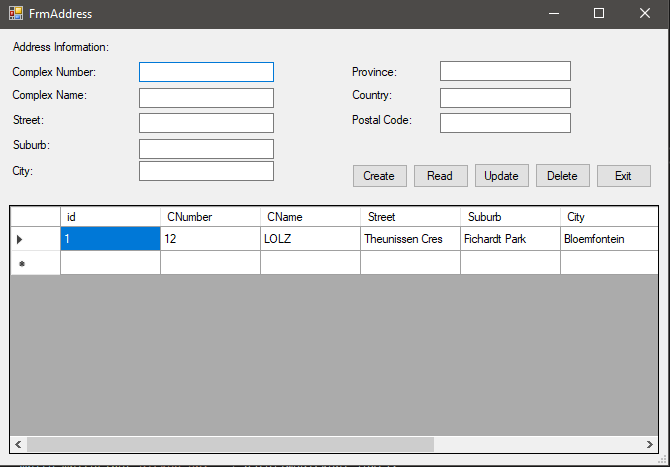 FrmAddress
Address Information:
Complex Number:
Province:
Complex Name:
Country:
Street:
Postal Code:
Suburb:
City:
Create Read Update Delete Exit
id CNumber CName Street Suburb City
1 12 LOLZ Theunissen Cres Fichardt Park Bloemfontein